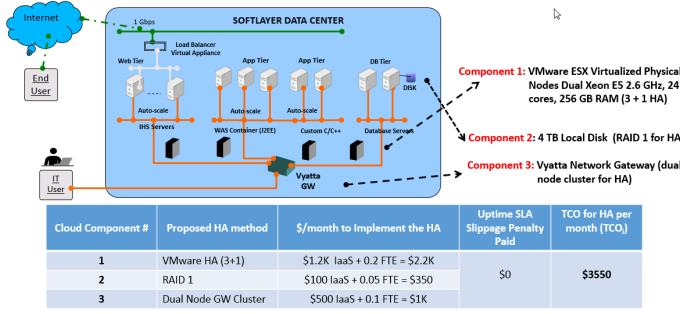 Internet
SOFTLAYER DATA CENTER
1 Gbps
Load Balancer
Virtual Appliance
Web Tier
App Tier
App Tier
DB Tier
DISK
End
User
Auto-scale
Auto-scale
Auto-scale
IHS Servers
WAS Container (J2EE)
Custom C/C++
Database Servers
Vyatta
GW
IT
User
Component 1: VMware ESX Virtualized Physical
Nodes Dual Xeon E5 2.6 GHz, 24
cores, 256 GB RAM (3 + 1 HA)
Component 2: 4 TB Local Disk (RAID 1 for HA
Component 3: Vyatta Network Gateway (dual
node cluster for HA)
Cloud Component # Proposed HA method $/month to Implement the HA Uptime SLA Slippage Penalty Paid TCO for HA per month (TCOi)
1 VMware HA (3+1) $1.2K IaaS + 0.2 FTE = $2.2K $0 $3550
2 RAID 1 $100 IaaS + 0.05 FTE = $350
3 Dual Node GW Cluster $500 IaaS + 0.1 FTE = $1K